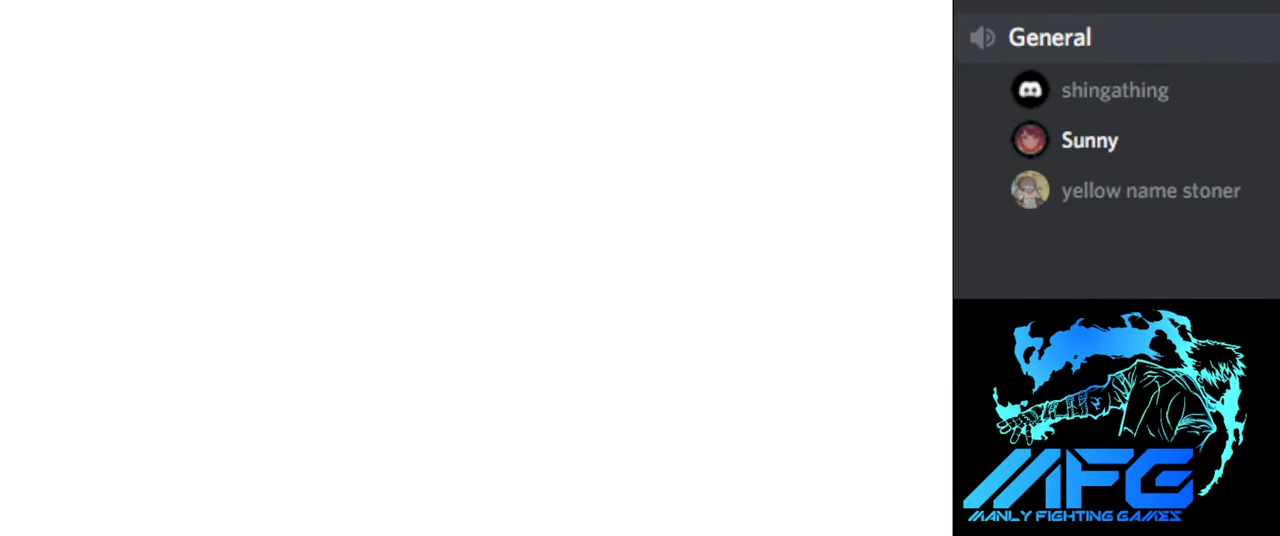 General
shingathing
Sunny
yellow name stoner
MFG
MANLY FIGHTING GAMES